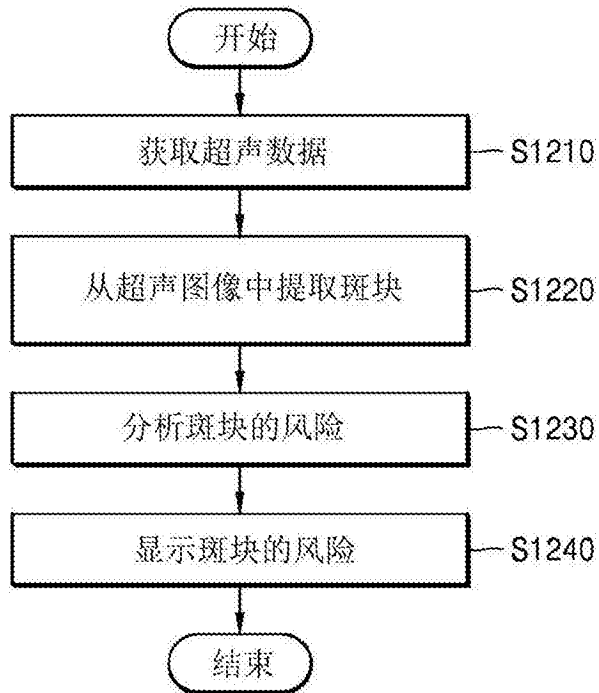 开始
获取超声数据 S1210
从超声图像中提取斑块 S1220
分析斑块的风险 S1230
显示斑块的风险 S1240
结束